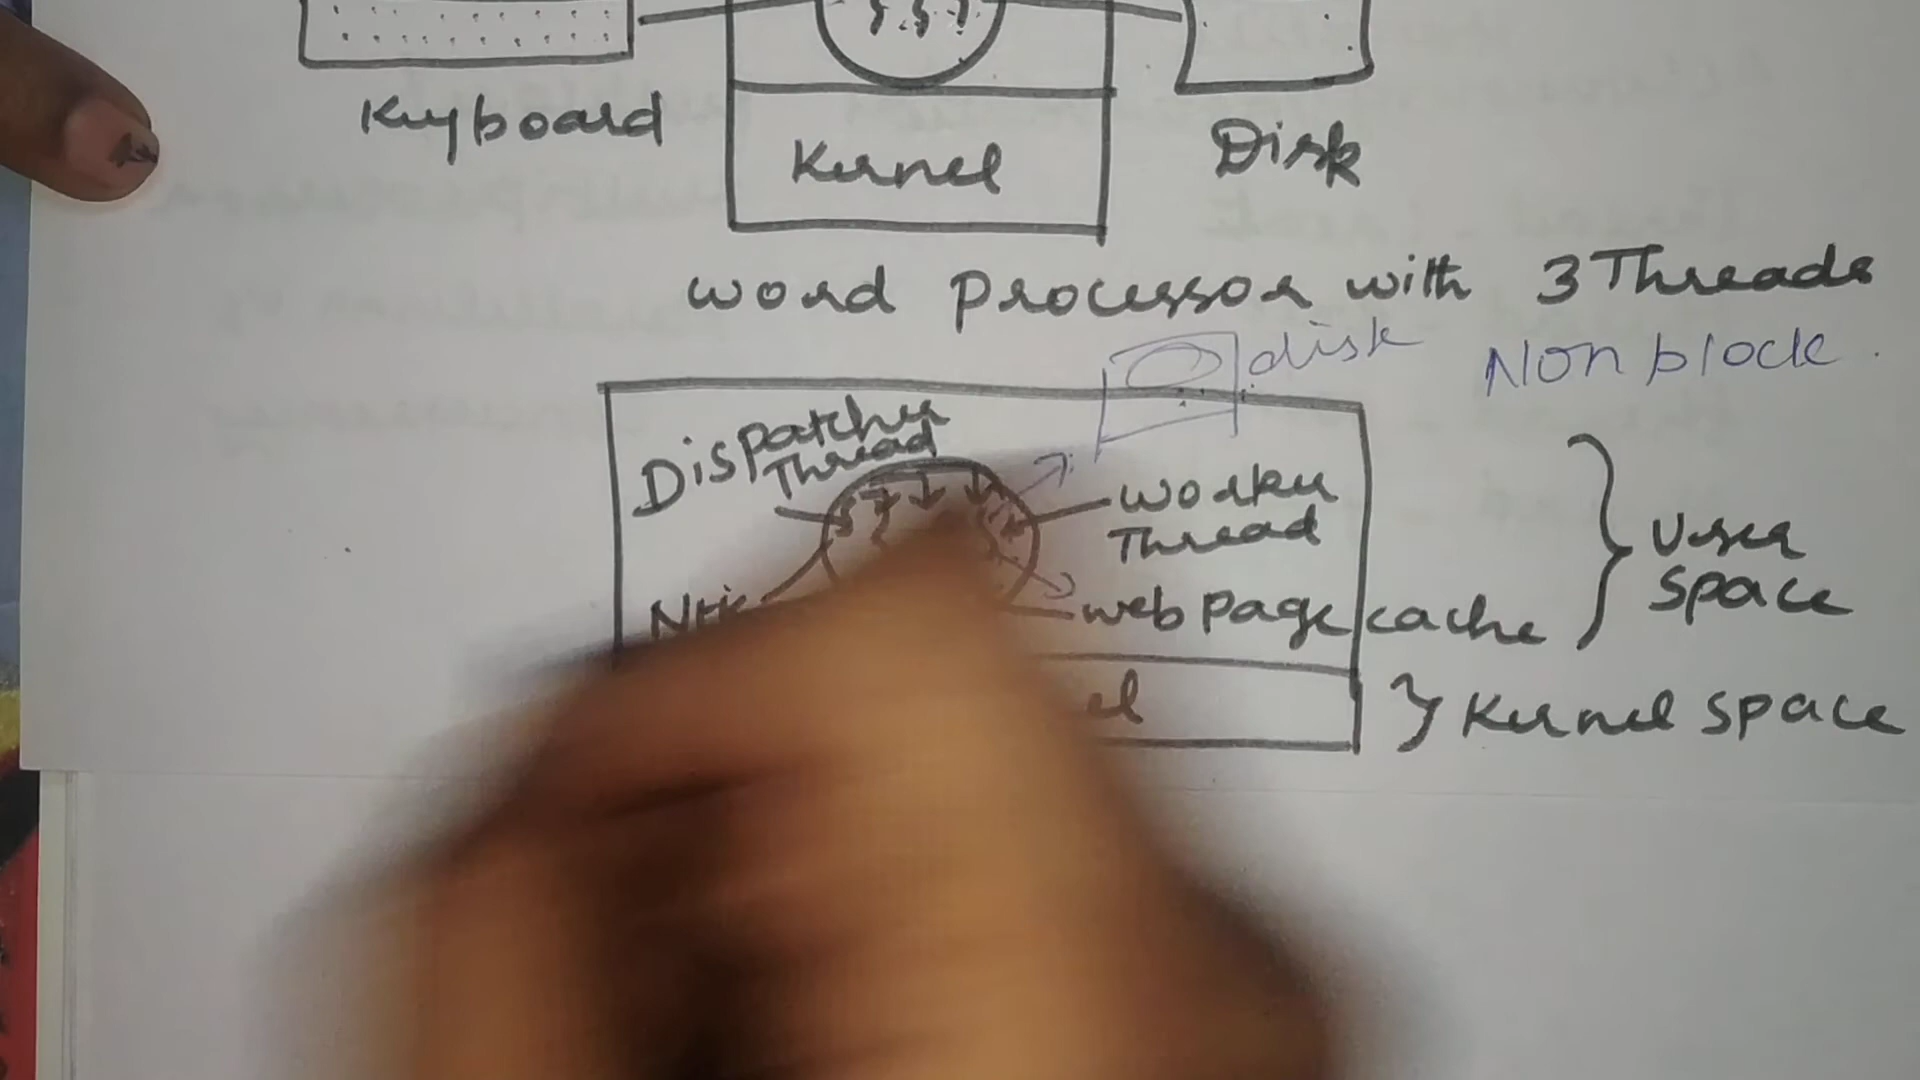 Keyboard
Kernel
Disk
word processor with 3 Threads
disk
Non block
Dispatcher
Thread
worker
Thread
web page cache
User
space
Kernel space